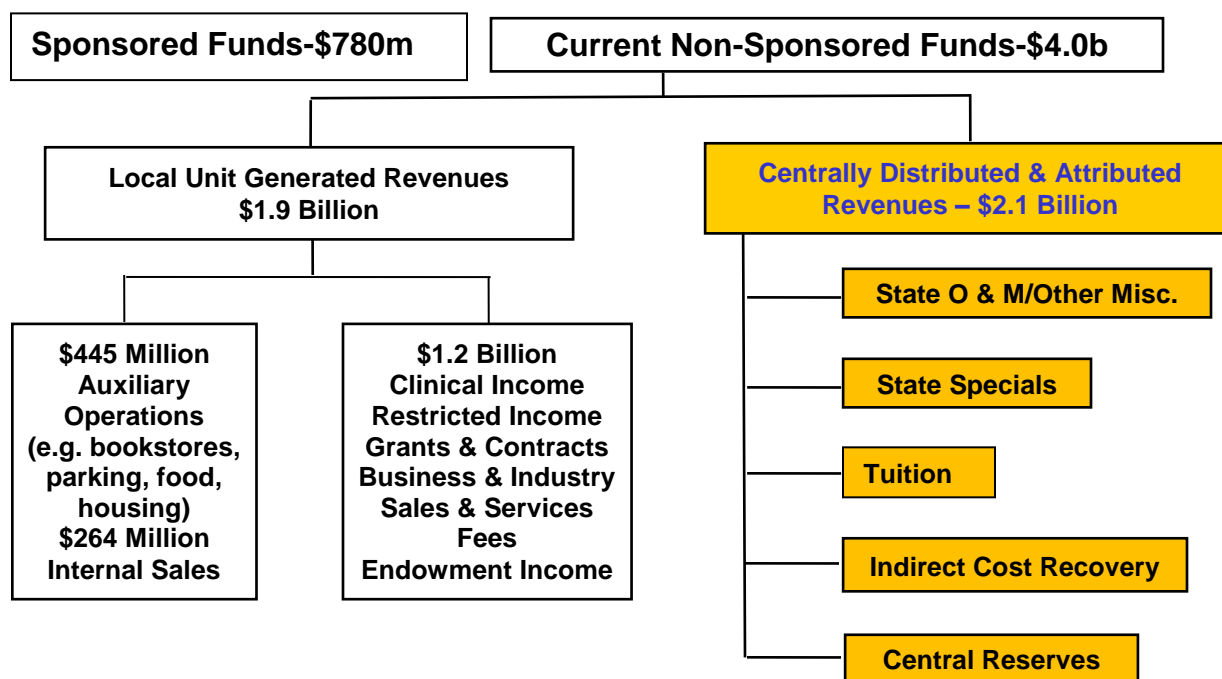 Sponsored Funds-$780m
Current Non-Sponsored Funds-$4.0b
Local Unit Generated Revenues
$1.9 Billion
Centrally Distributed & Attributed
Revenues – $2.1 Billion
$445 Million
Auxiliary
Operations
(e.g. bookstores,
parking, food,
housing)
$264 Million
Internal Sales
$1.2 Billion
Clinical Income
Restricted Income
Grants & Contracts
Business & Industry
Sales & Services
Fees
Endowment Income
State O & M/Other Misc.
State Specials
Tuition
Indirect Cost Recovery
Central Reserves